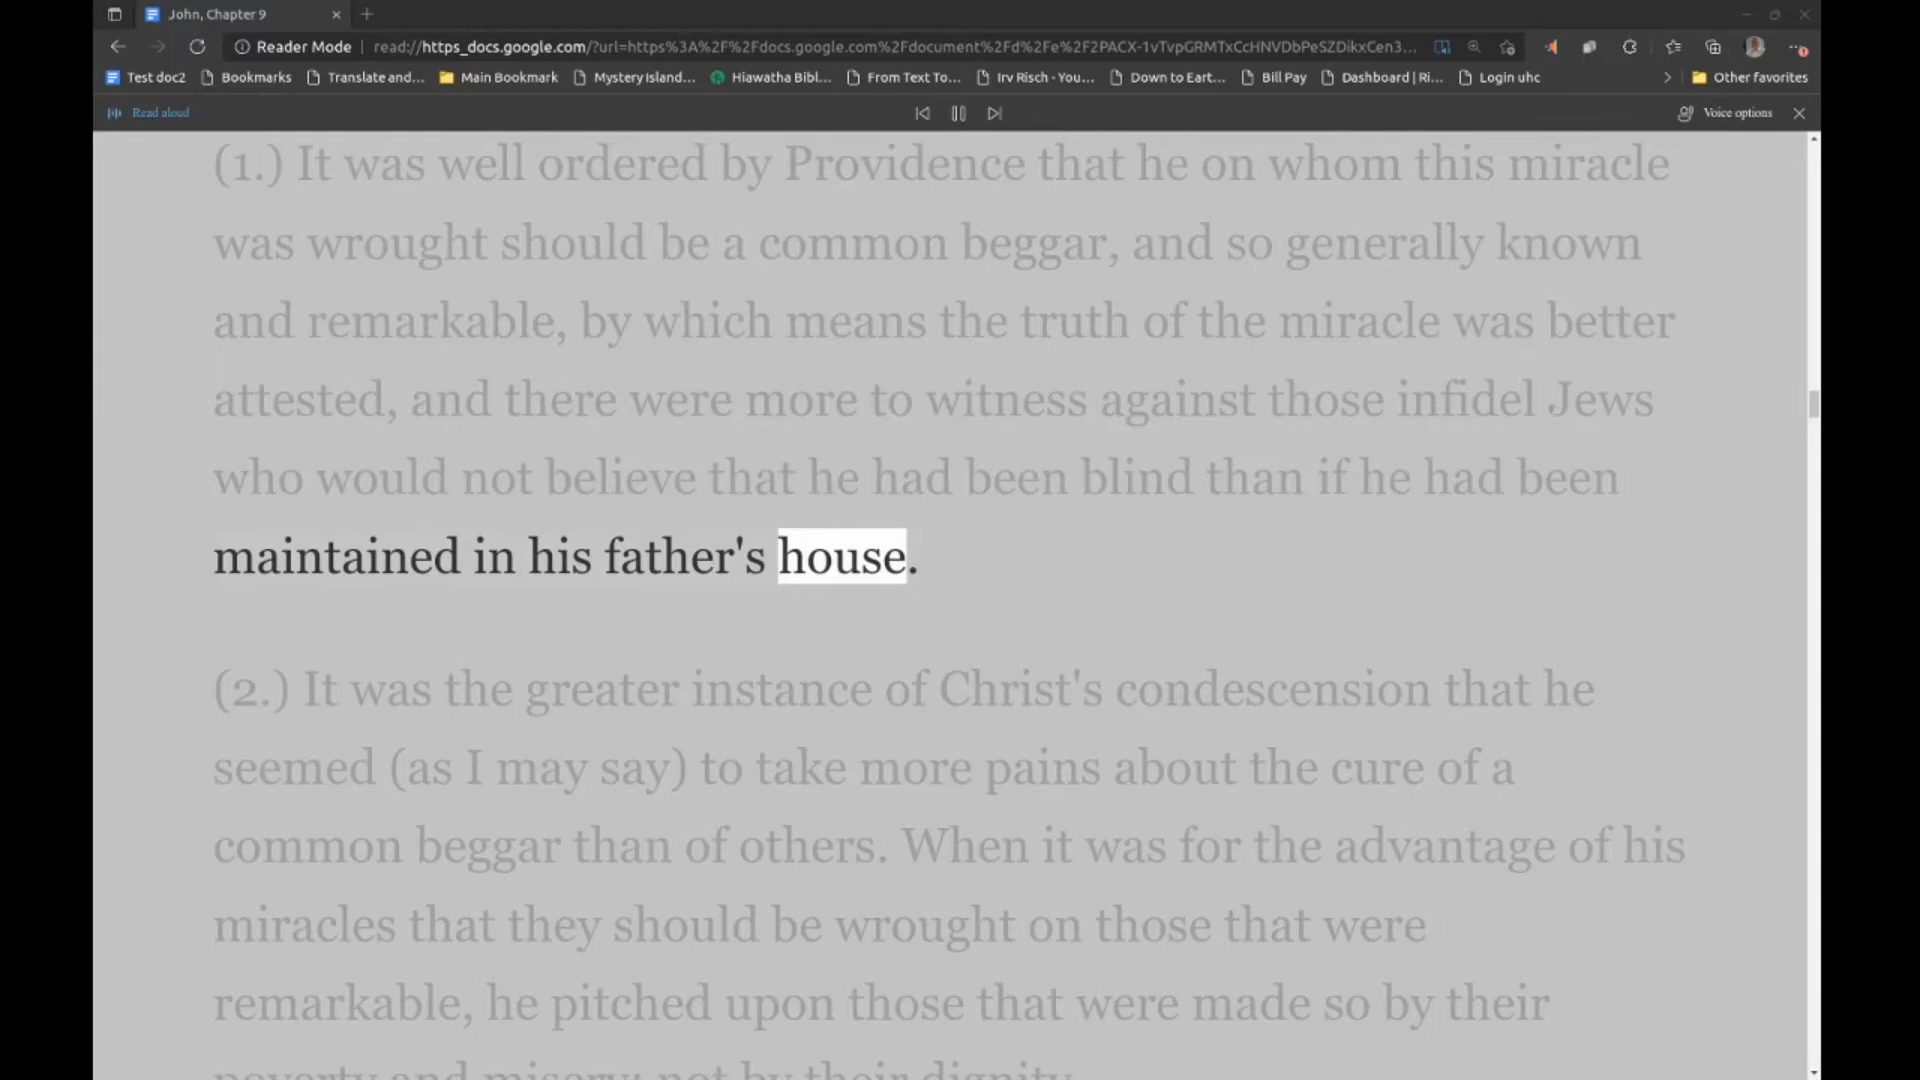 John, Chapter 9
Reader Mode read://https_docs.google.com/?url=https%3A%2F%2Fdocs.google.com%2Fdocument%2Fd%2Fe%2F2PACX-1vTvpGRMTxCcHNVDbPeSZDikxCen3...
Test doc2 Bookmarks Translate and... Main Bookmark Mystery Island... Hiawatha Bibl... From Text To... Irv Risch - You... Down to Eart... Bill Pay Dashboard | Ri... Login uhc Other favorites
Read aloud Voice options
(1.) It was well ordered by Providence that he on whom this miracle
was wrought should be a common beggar, and so generally known
and remarkable, by which means the truth of the miracle was better
attested, and there were more to witness against those infidel Jews
who would not believe that he had been blind than if he had been
maintained in his father's house.
(2.) It was the greater instance of Christ's condescension that he
seemed (as I may say) to take more pains about the cure of a
common beggar than of others. When it was for the advantage of his
miracles that they should be wrought on those that were
remarkable, he pitched upon those that were made so by their
poverty and misery; not by their dignity.